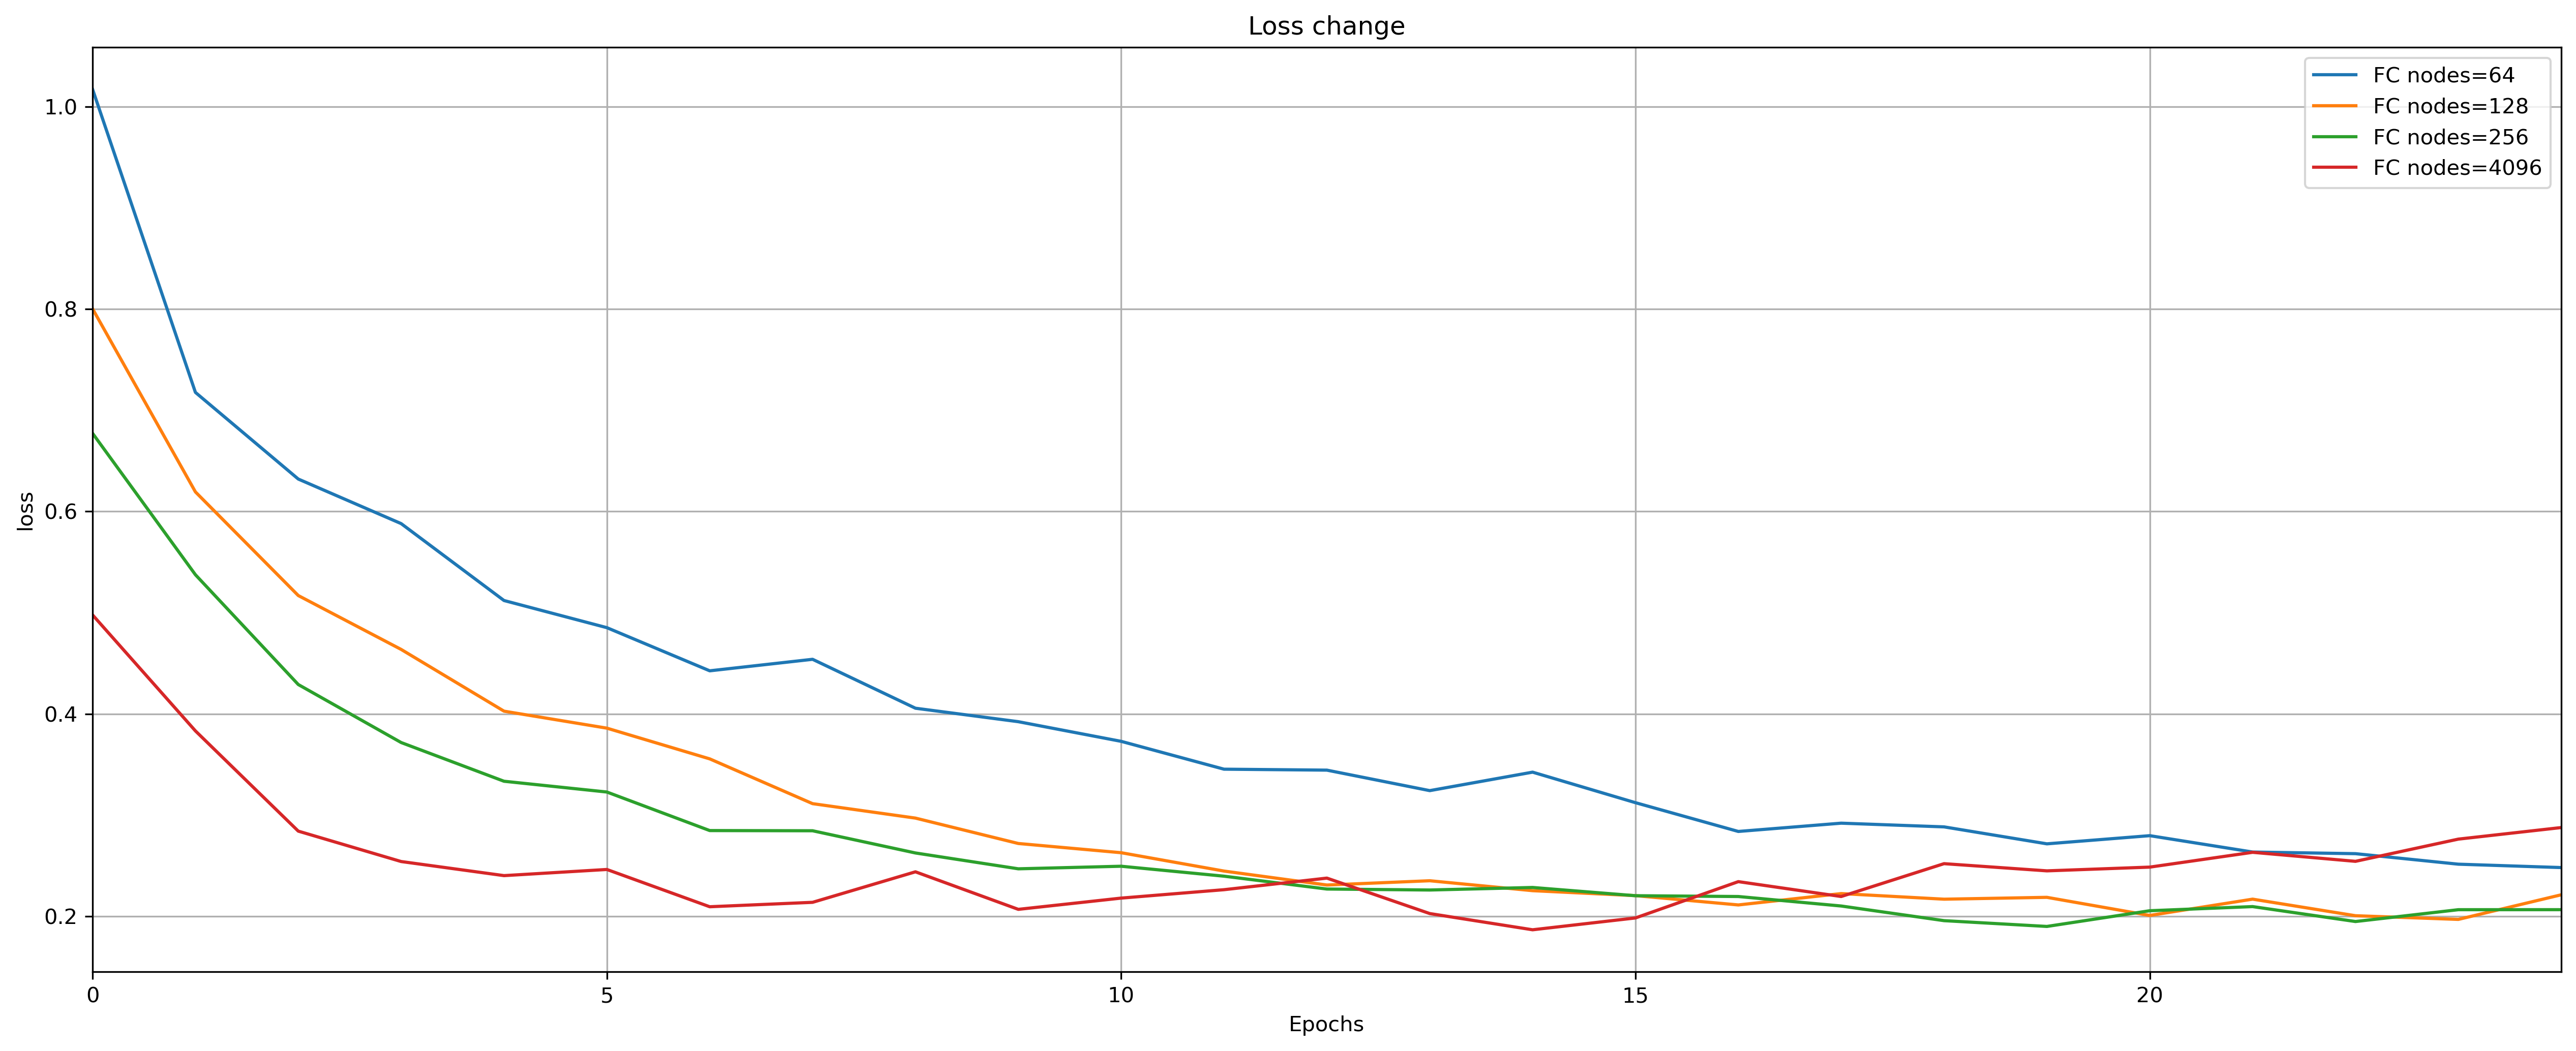 Loss change
FC nodes=64
FC nodes=128
FC nodes=256
FC nodes=4096
1.0
0.8
0.6
0.4
0.2
loss
0 5 10 15 20
Epochs